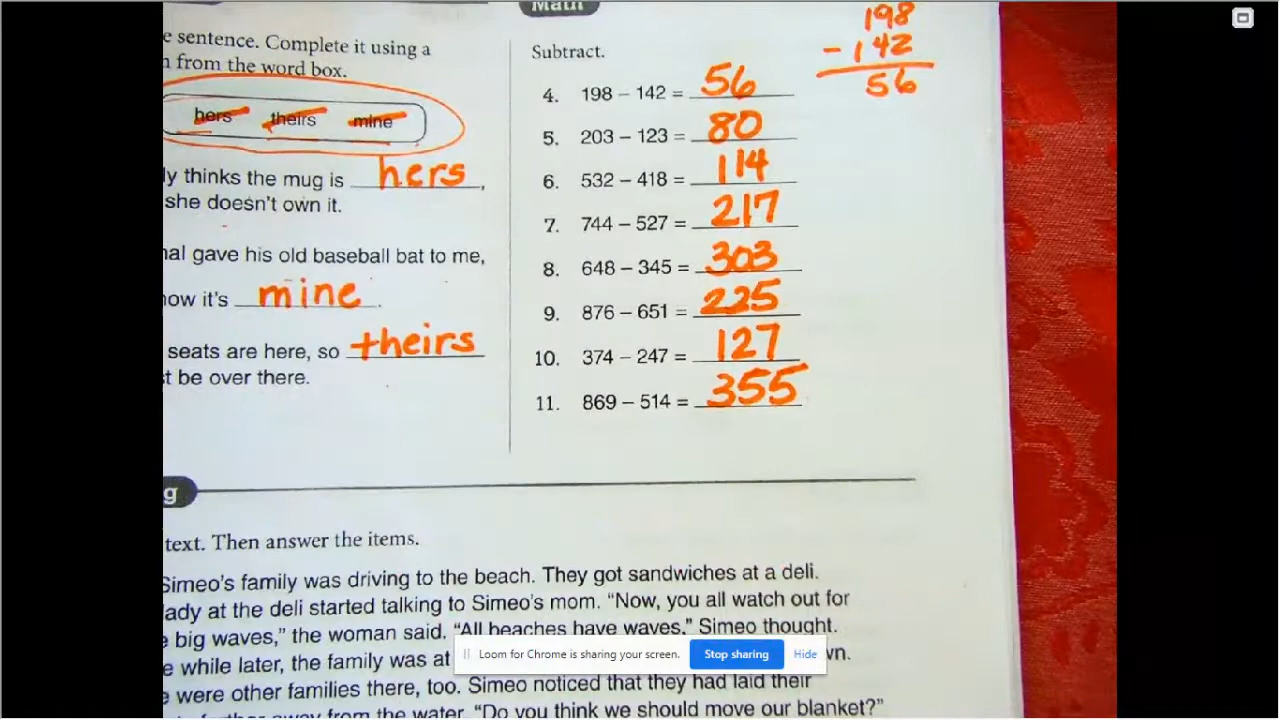 e sentence. Complete it using a
from the word box.
hers theirs mine
ly thinks the mug is hers,
she doesn't own it.
al gave his old baseball bat to me,
ow it's mine.
seats are here, so theirs
t be over there.
Math
Subtract.
198
- 142
56
4. 198 – 142 = 56
5. 203 – 123 = 80
6. 532 – 418 = 114
7. 744 – 527 = 217
8. 648 – 345 = 303
9. 876 – 651 = 225
10. 374 – 247 = 127
11. 869 – 514 = 355
g
text. Then answer the items.
Simeo's family was driving to the beach. They got sandwiches at a deli.
lady at the deli started talking to Simeo's mom. “Now, you all watch out for
e big waves,” the woman said. “All beaches have waves,” Simeo thought.
e while later, the family was at wn.
e were other families there, too. Simeo noticed that they had laid their
away from the water. “Do you think we should move our blanket?”
Loom for Chrome is sharing your screen. Stop sharing Hide